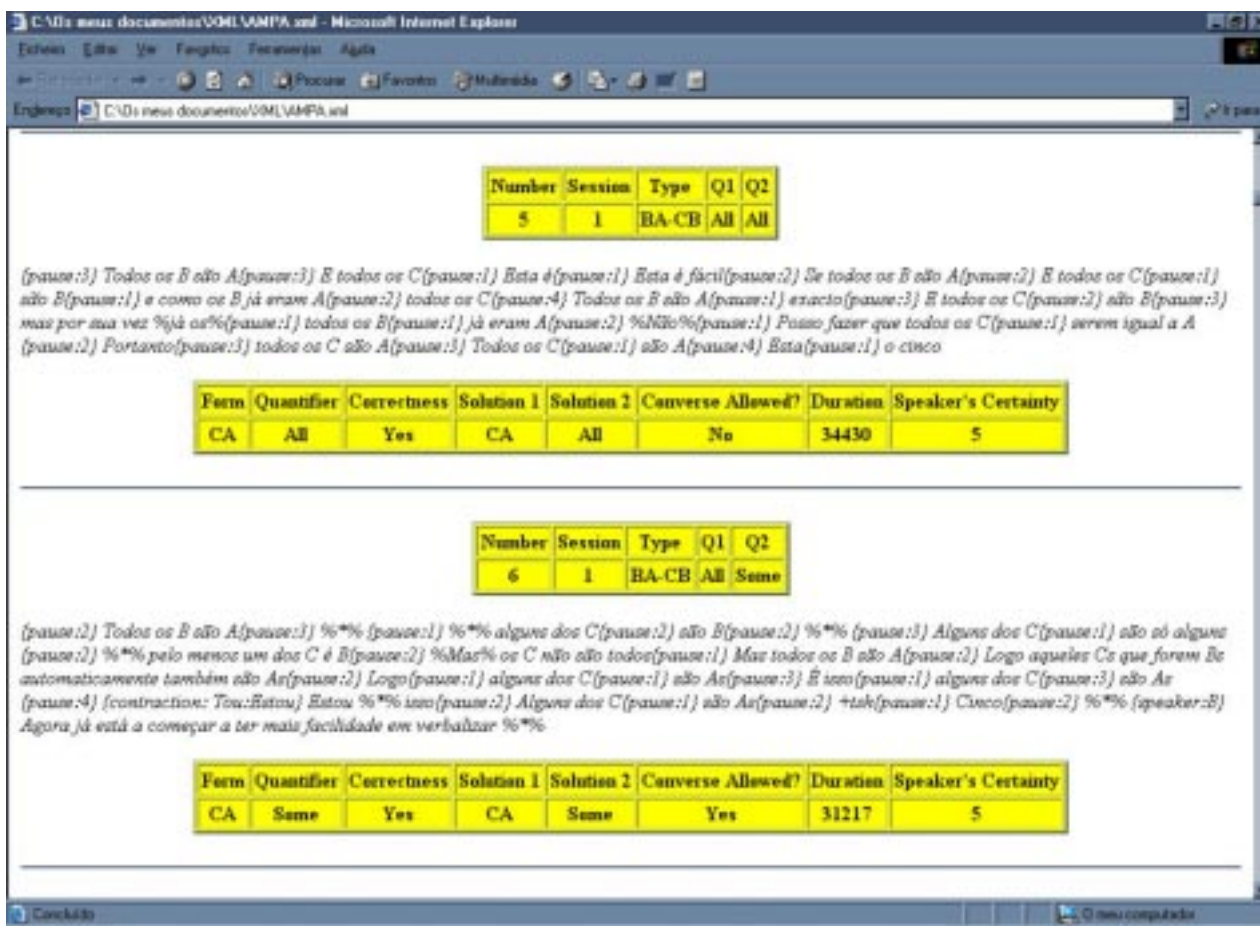 C:\Os meus documentos\XML\AMPA.xml - Microsoft Internet Explorer
Ficheiro Editar Ver Favoritos Ferramentas Ajuda
Procurar Favoritos Multimédia
Endereço C:\Os meus documentos\XML\AMPA.xml Ir para
Number Session Type Q1 Q2
5 1 BA-CB All All
{pause:3} Todos os B são A{pause:3} E todos os C{pause:1} Esta é{pause:1} Esta é fácil{pause:2} Se todos os B são A{pause:2} E todos os C{pause:1}
são B{pause:1} e como os B já eram A{pause:2} todos os C{pause:4} Todos os B são A{pause:1} exacto{pause:3} E todos os C{pause:2} são B{pause:3}
mas por sua vez %já os%{pause:1} todos os B{pause:1} já eram A{pause:2} %Não%{pause:1} Posso fazer que todos os C{pause:1} serem igual a A
{pause:2} Portanto{pause:3} todos os C são A{pause:3} Todos os C{pause:1} são A{pause:4} Esta{pause:1} o cinco
Form Quantifier Correctness Solution 1 Solution 2 Converse Allowed? Duration Speaker's Certainty
CA All Yes CA All No 34430 5
Number Session Type Q1 Q2
6 1 BA-CB All Some
{pause:2} Todos os B são A{pause:3} %*% {pause:1} %*% alguns dos C{pause:2} são B{pause:2} %*% {pause:3} Alguns dos C{pause:1} são só alguns
{pause:2} %*% pelo menos um dos C é B{pause:2} %Mas% os C não são todos{pause:1} Mas todos os B são A{pause:2} Logo aqueles Cs que forem Bs
automaticamente também são As{pause:2} Logo{pause:1} alguns dos C{pause:1} são As{pause:3} É isso{pause:1} alguns dos C{pause:3} são As
{pause:4} {contraction: Tou:Estou} Estou %*% isso{pause:2} Alguns dos C{pause:1} são As{pause:2} +tsh{pause:1} Cinco{pause:2} %*% {speaker:B}
Agora já está a começar a ter mais facilidade em verbalizar %*%
Form Quantifier Correctness Solution 1 Solution 2 Converse Allowed? Duration Speaker's Certainty
CA Some Yes CA Some Yes 31217 5
Concluído O meu computador